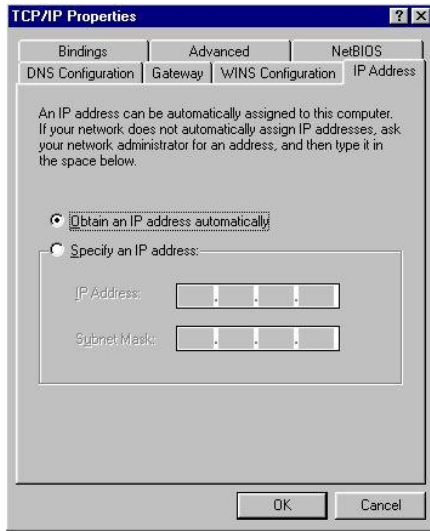 TCP/IP Properties
Bindings Advanced NetBIOS
DNS Configuration Gateway WINS Configuration IP Address
An IP address can be automatically assigned to this computer.
If your network does not automatically assign IP addresses, ask
your network administrator for an address, and then type it in
the space below.
Obtain an IP address automatically
Specify an IP address:
IP Address:
Subnet Mask:
OK Cancel